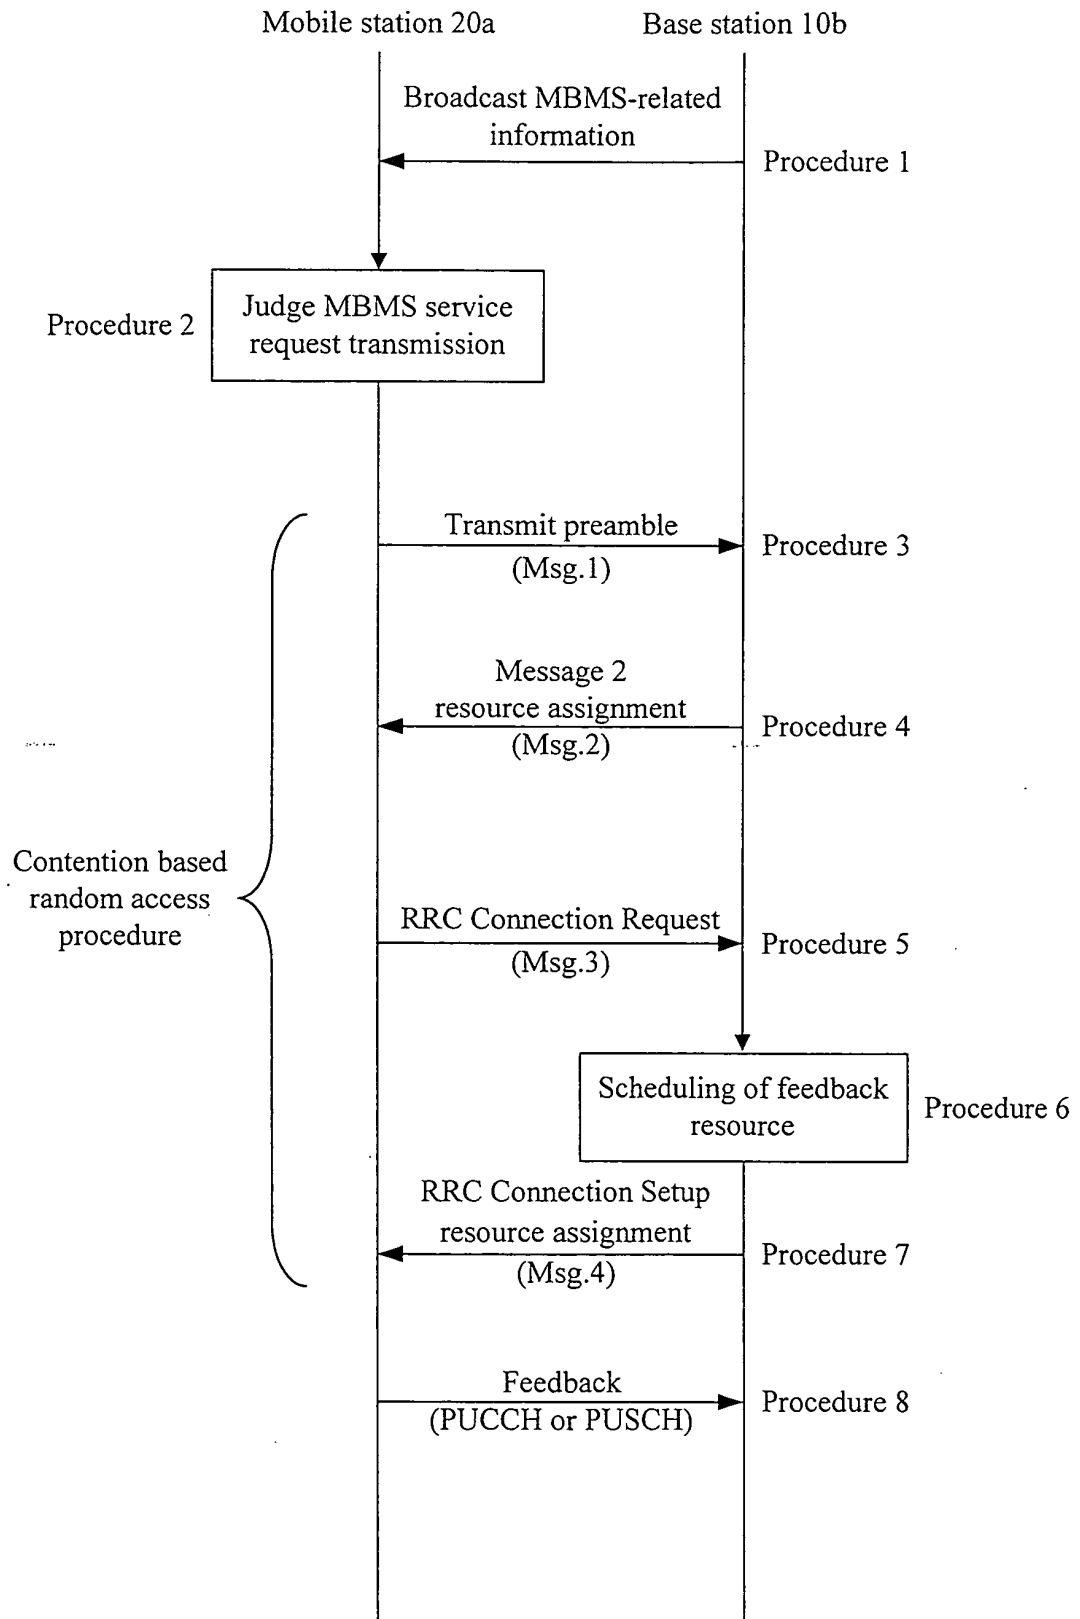 Mobile station 20a
Base station 10b
Broadcast MBMS-related
information
Procedure 1
Judge MBMS service
request transmission
Procedure 2
Transmit preamble
(Msg.1)
Procedure 3
Message 2
resource assignment
(Msg.2)
Procedure 4
Contention based
random access
procedure
RRC Connection Request
(Msg.3)
Procedure 5
Scheduling of feedback
resource
Procedure 6
RRC Connection Setup
resource assignment
(Msg.4)
Procedure 7
Feedback
(PUCCH or PUSCH)
Procedure 8